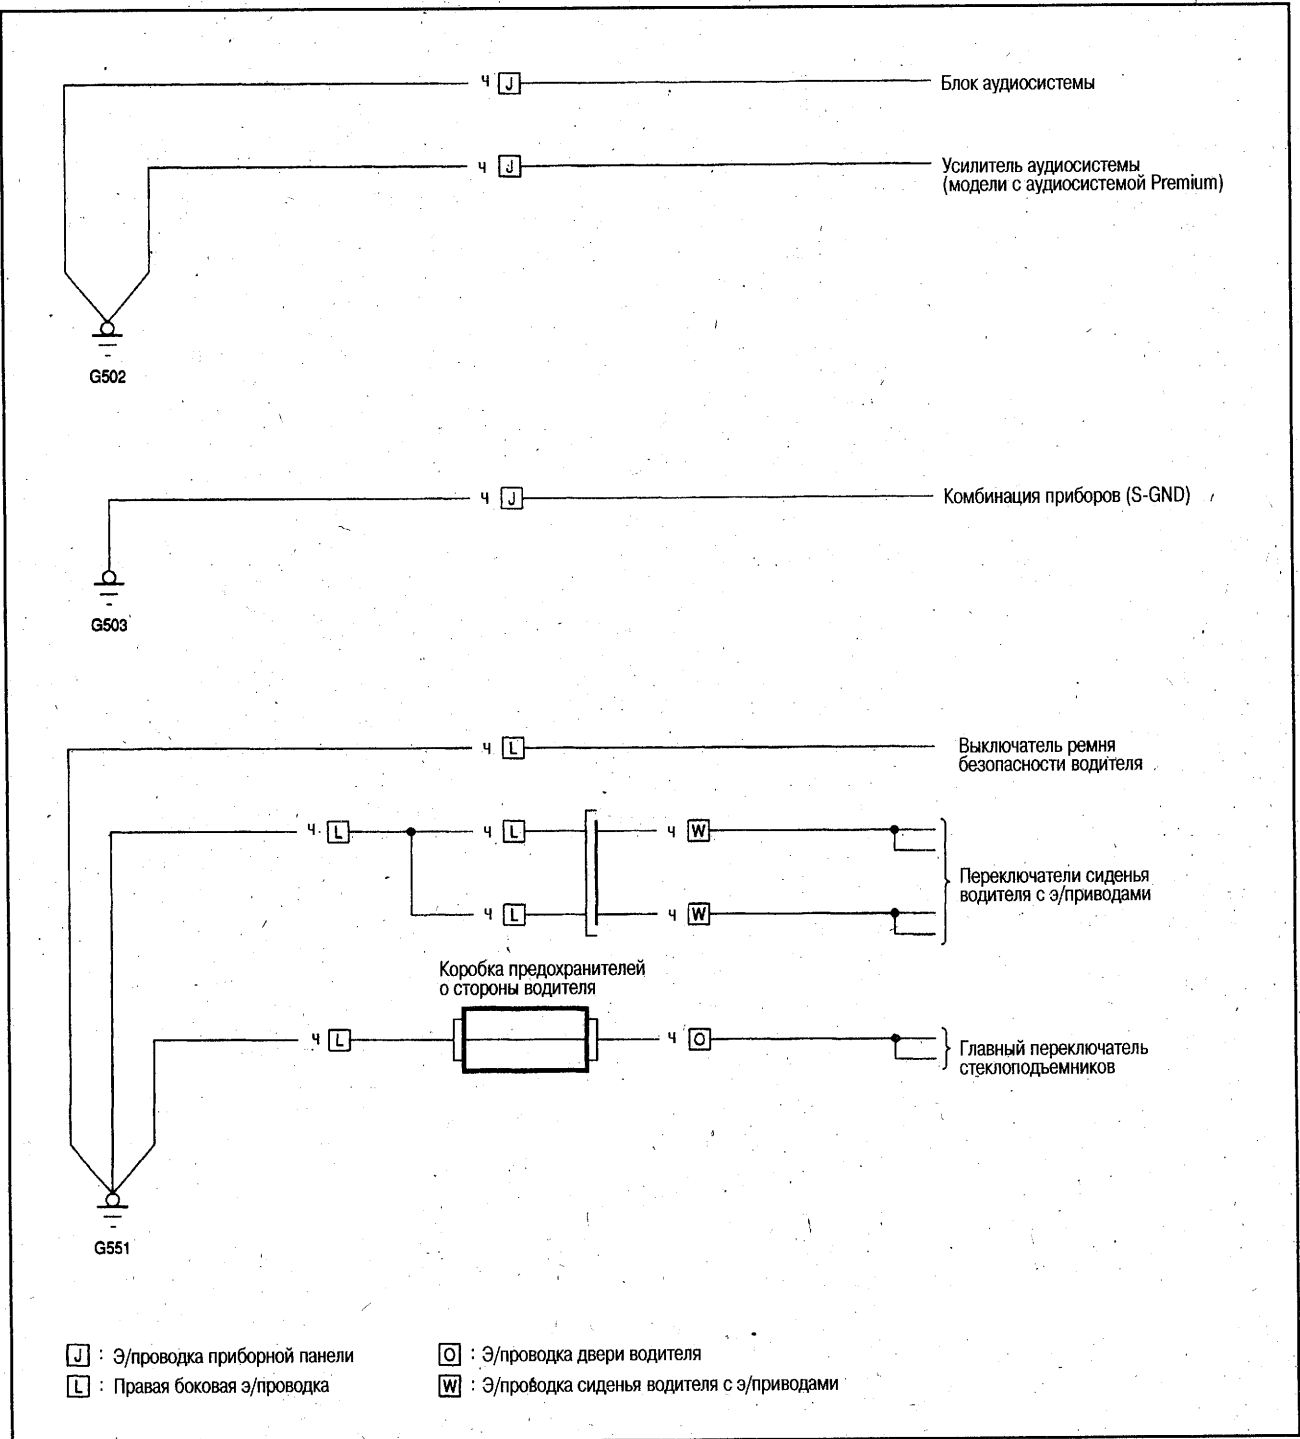 Ч J Блок аудиосистемы
Ч J Усилитель аудиосистемы
(модели с аудиосистемой Premium)
G502
Ч J Комбинация приборов (S-GND)
G503
Ч L Выключатель ремня
безопасности водителя
Ч L Ч L Ч W
Переключатели сиденья
водителя с э/приводами
Ч L Ч W
Коробка предохранителей
о стороны водителя
Ч L Ч O Главный переключатель
стеклоподъемников
G551
J : Э/проводка приборной панели
L : Правая боковая э/проводка
O : Э/проводка двери водителя
W : Э/проводка сиденья водителя с э/приводами